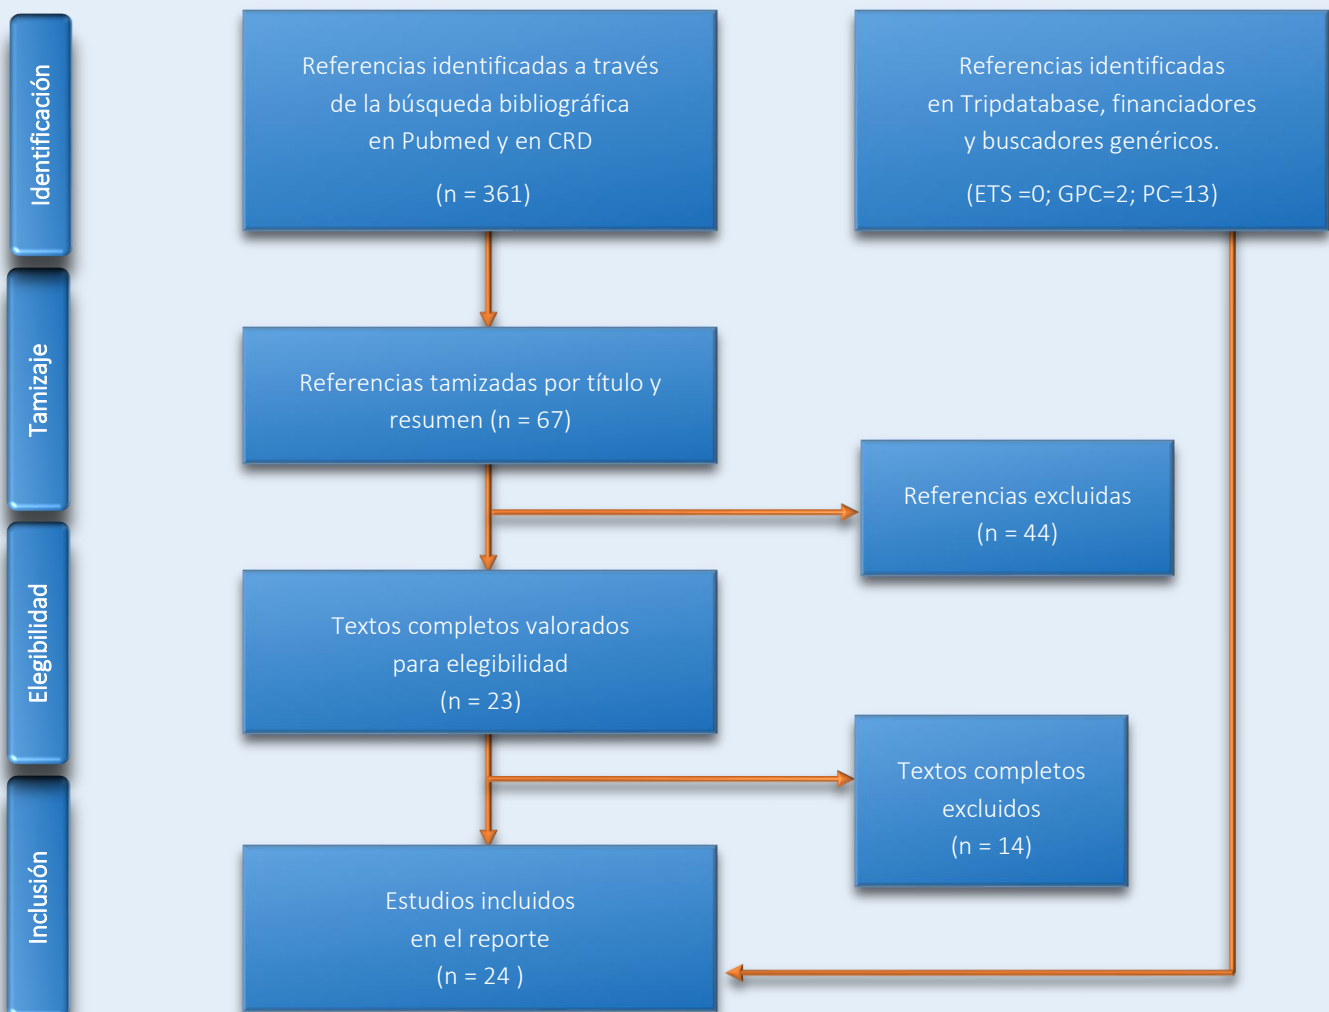 Identificación
Referencias identificadas a través
de la búsqueda bibliográfica
en Pubmed y en CRD
(n = 361)
Referencias identificadas
en Tripdatabase, financiadores
y buscadores genéricos.
(ETS =0; GPC=2; PC=13)
Tamizaje
Referencias tamizadas por título y
resumen (n = 67)
Referencias excluidas
(n = 44)
Elegibilidad
Textos completos valorados
para elegibilidad
(n = 23)
Textos completos
excluidos
(n = 14)
Inclusión
Estudios incluidos
en el reporte
(n = 24 )